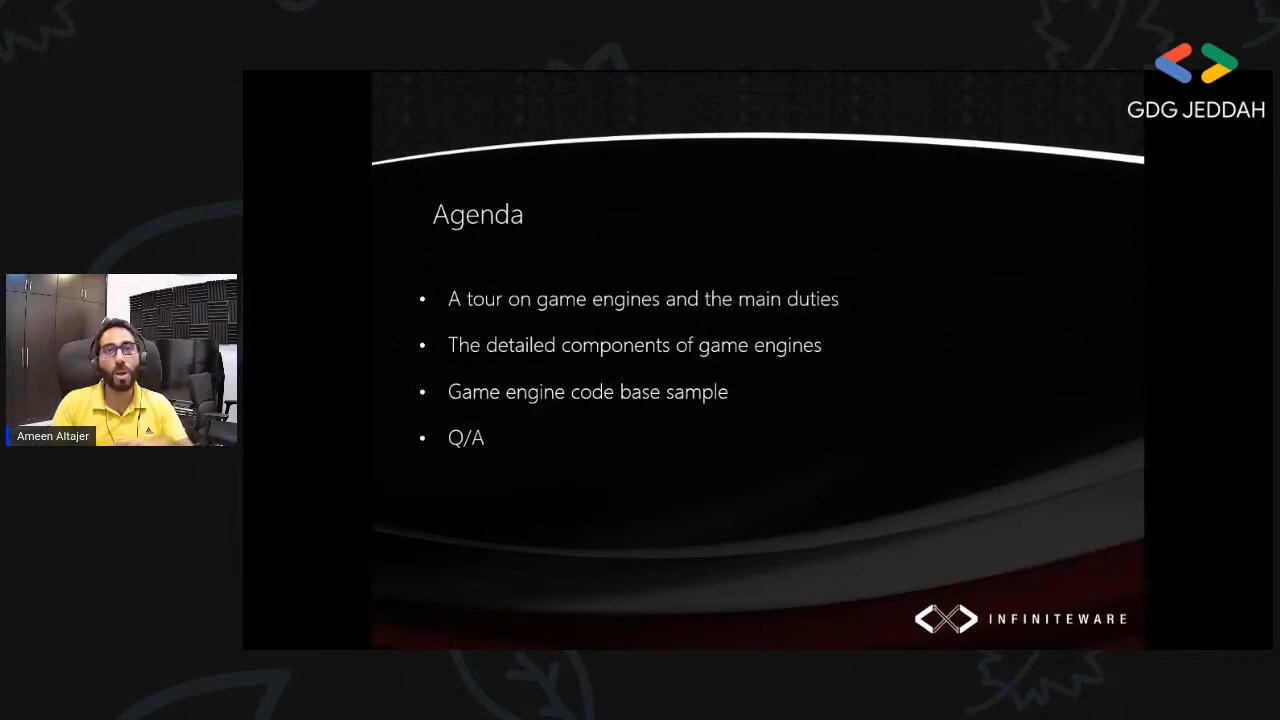 GDG JEDDAH
Agenda
• A tour on game engines and the main duties
• The detailed components of game engines
• Game engine code base sample
• Q/A
Ameen Altajer
INFINITEWARE